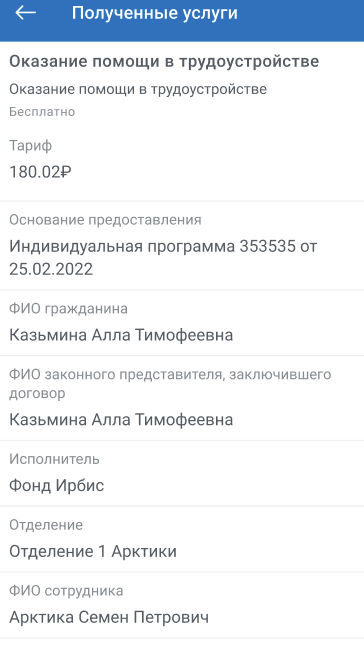 Полученные услуги
Оказание помощи в трудоустройстве
Оказание помощи в трудоустройстве
Бесплатно
Тариф
180.02₽
Основание предоставления
Индивидуальная программа 353535 от
25.02.2022
ФИО гражданина
Казьмина Алла Тимофеевна
ФИО законного представителя, заключившего
договор
Казьмина Алла Тимофеевна
Исполнитель
Фонд Ирбис
Отделение
Отделение 1 Арктики
ФИО сотрудника
Арктика Семен Петрович